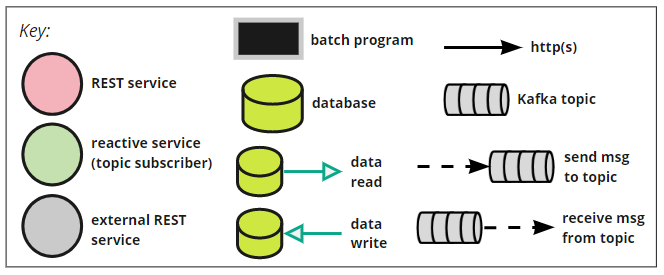 Key:
REST service
reactive service
(topic subscriber)
external REST
service
batch program
database
data
read
data
write
http(s)
Kafka topic
send msg
to topic
receive msg
from topic